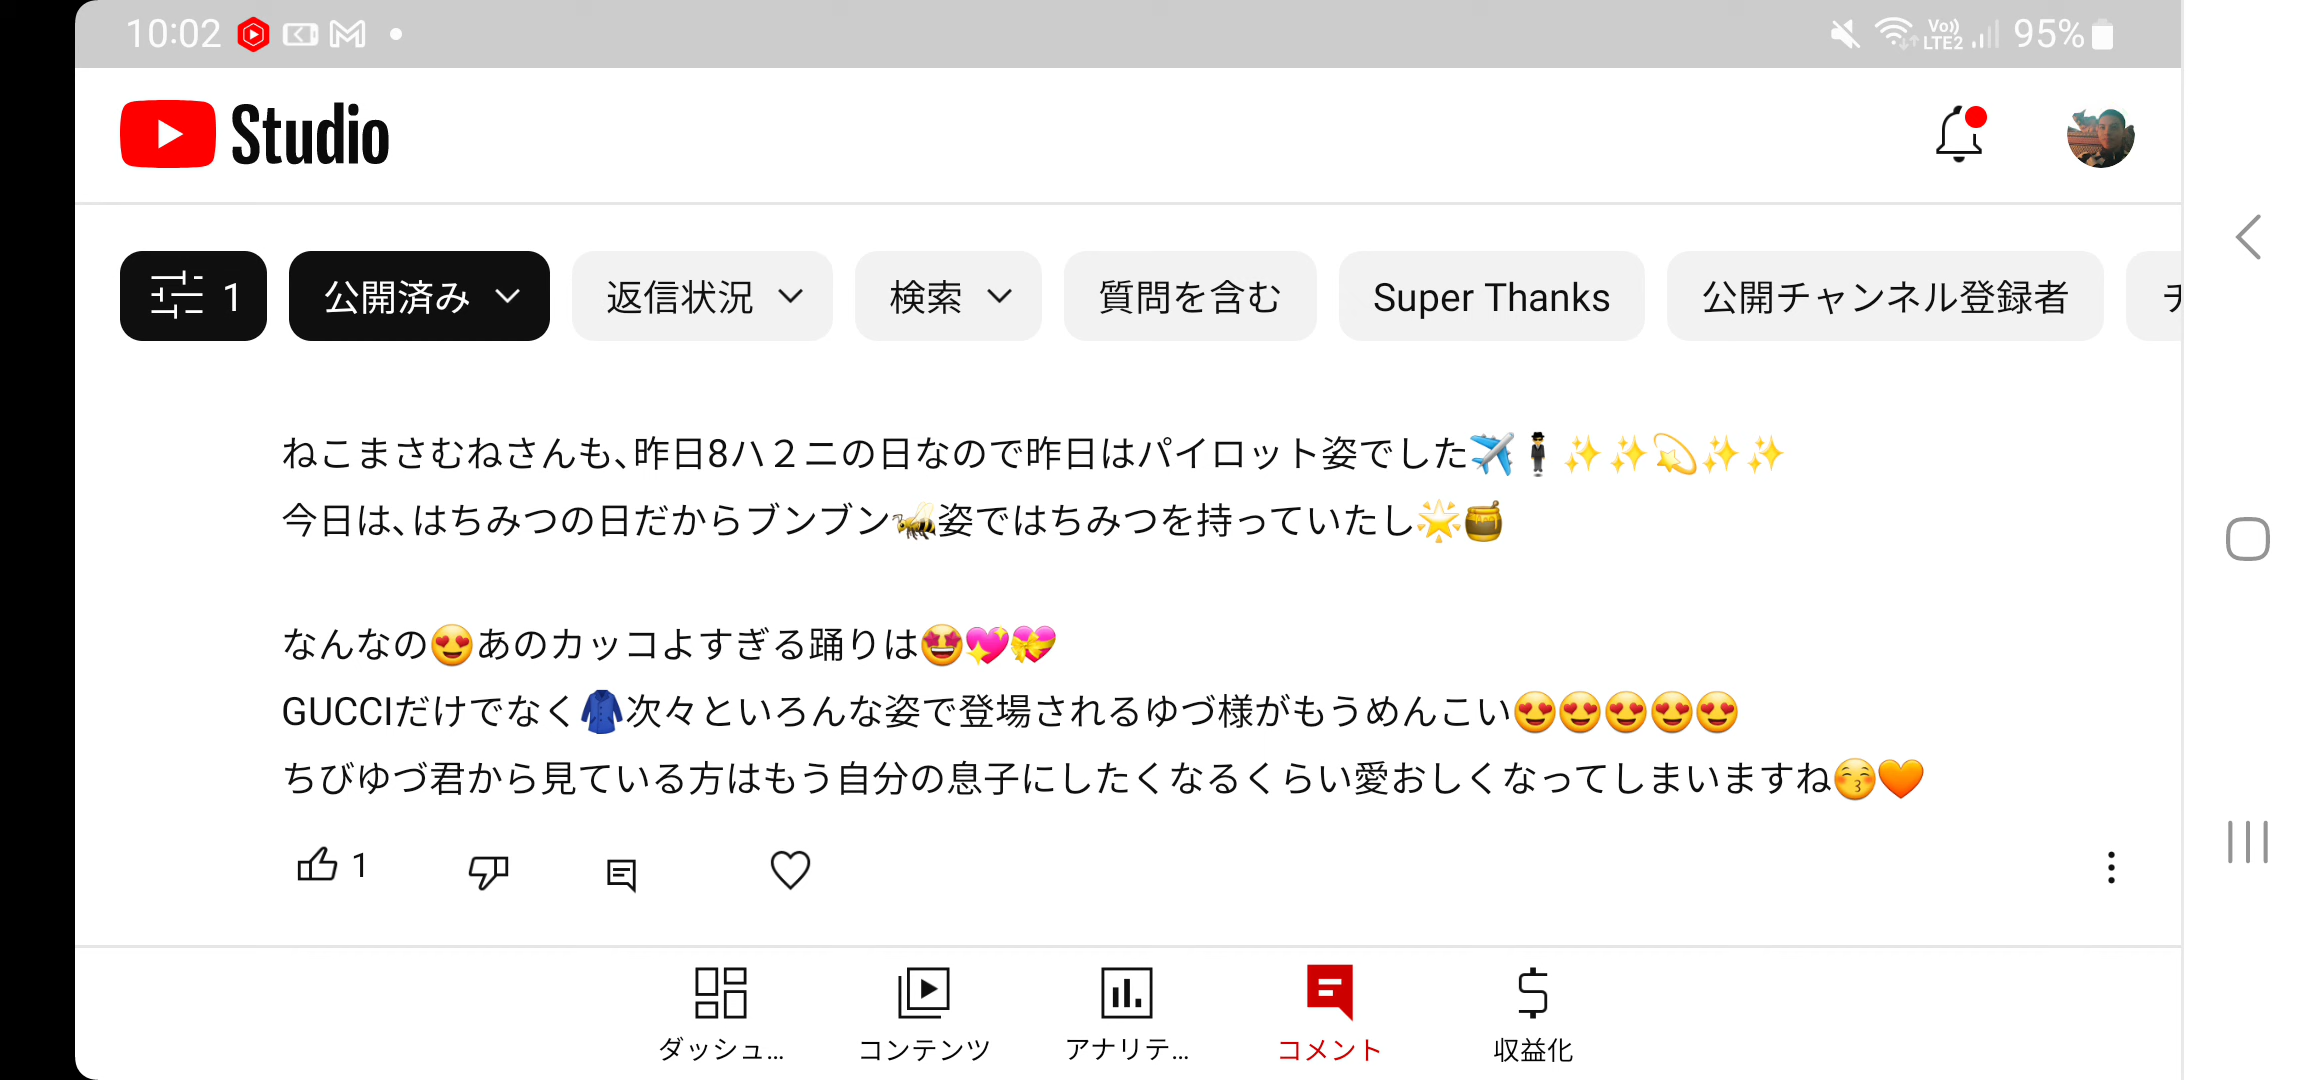 10:02
Vo))
LTE2
95%
Studio
1
公開済み
返信状況
検索
質問を含む
Super Thanks
公開チャンネル登録者
ねこまさむねさんも、昨日8ハ２ニの日なので昨日はパイロット姿でした✈️🕴️✨✨💫✨✨
今日は、はちみつの日だからブンブン🐝姿ではちみつを持っていたし🌟🍯
なんなの😍あのカッコよすぎる踊りは🤩💖💝
GUCCIだけでなく🧥次々といろんな姿で登場されるゆづ様がもうめんこい😍😍😍😍😍
ちびゆづ君から見ている方はもう自分の息子にしたくなるくらい愛おしくなってしまいますね😚🧡
1
ダッシュ...
コンテンツ
アナリテ...
コメント
収益化